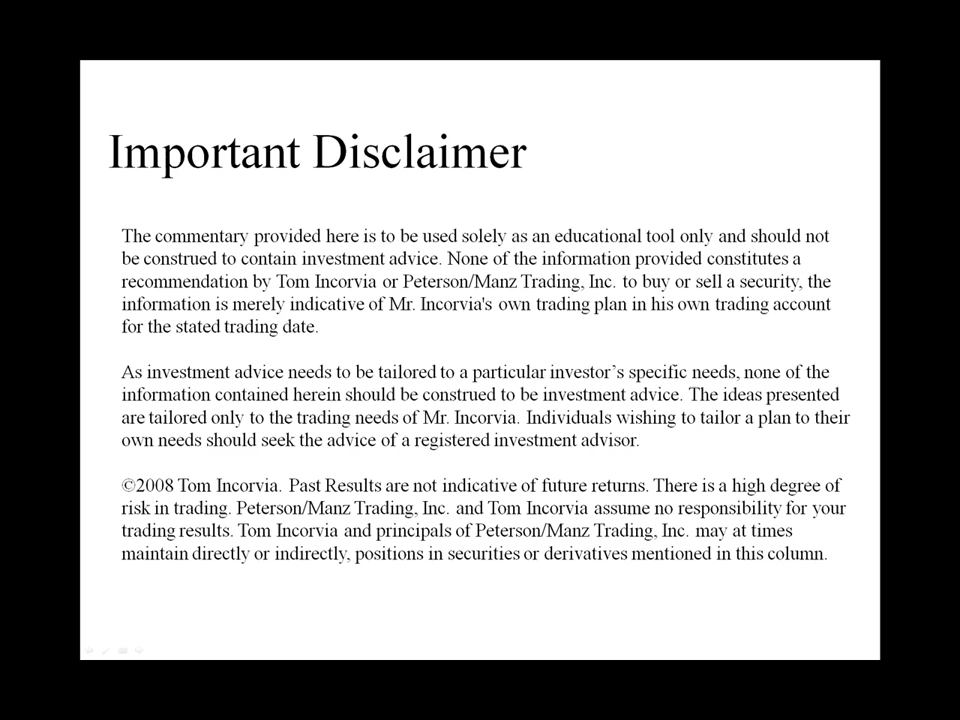 Important Disclaimer
The commentary provided here is to be used solely as an educational tool only and should not
be construed to contain investment advice. None of the information provided constitutes a
recommendation by Tom Incorvia or Peterson/Manz Trading, Inc. to buy or sell a security, the
information is merely indicative of Mr. Incorvia's own trading plan in his own trading account
for the stated trading date.
As investment advice needs to be tailored to a particular investor’s specific needs, none of the
information contained herein should be construed to be investment advice. The ideas presented
are tailored only to the trading needs of Mr. Incorvia. Individuals wishing to tailor a plan to their
own needs should seek the advice of a registered investment advisor.
©2008 Tom Incorvia. Past Results are not indicative of future returns. There is a high degree of
risk in trading. Peterson/Manz Trading, Inc. and Tom Incorvia assume no responsibility for your
trading results. Tom Incorvia and principals of Peterson/Manz Trading, Inc. may at times
maintain directly or indirectly, positions in securities or derivatives mentioned in this column.